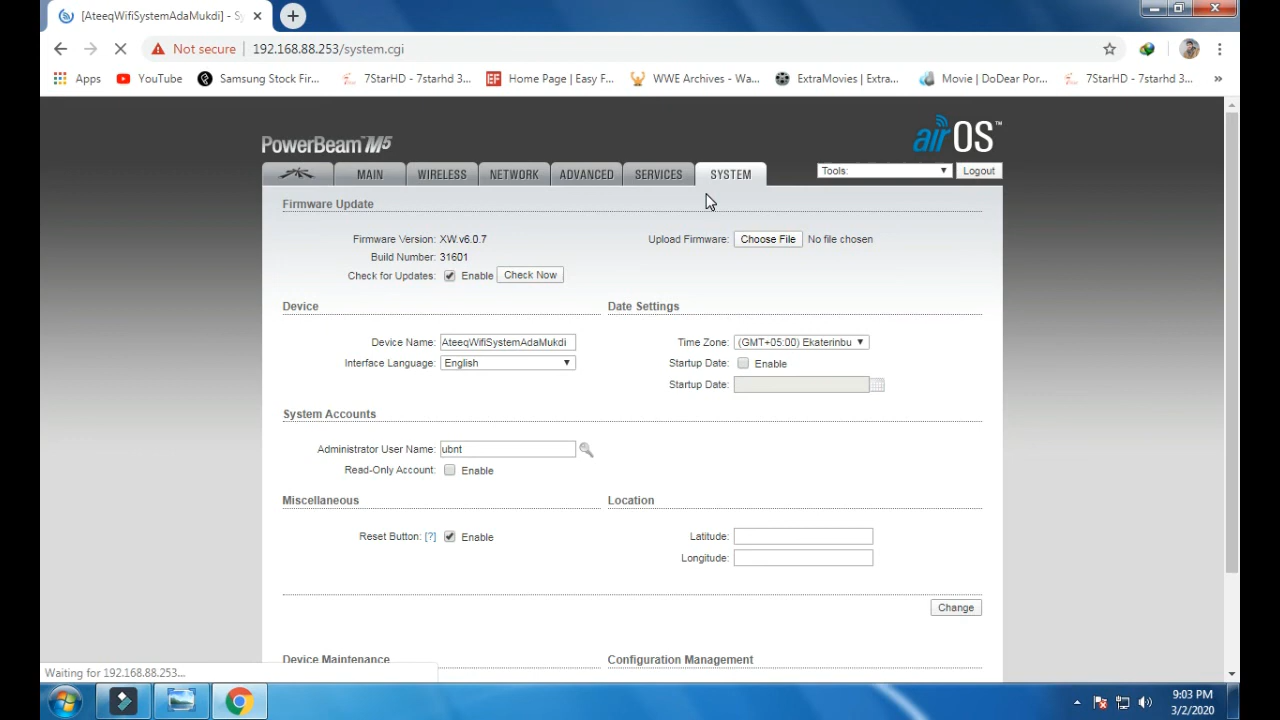 [AteeqWifiSystemAdaMukdi] - Sy
Not secure 192.168.88.253/system.cgi
Apps YouTube Samsung Stock Fir... 7StarHD - 7starhd 3... Home Page | Easy F... WWE Archives - Wa... ExtraMovies | Extra... Movie | DoDear Por... 7StarHD - 7starhd 3... »
PowerBeam™M5
airOS™
MAIN WIRELESS NETWORK ADVANCED SERVICES SYSTEM Tools: Logout
Firmware Update
Firmware Version: XW.v6.0.7 Upload Firmware: Choose File No file chosen
Build Number: 31601
Check for Updates: Enable Check Now
Device Date Settings
Device Name: AteeqWifiSystemAdaMukdi Time Zone: (GMT+05:00) Ekaterinbu
Interface Language: English Startup Date: Enable
Startup Date:
System Accounts
Administrator User Name: ubnt
Read-Only Account: Enable
Miscellaneous Location
Reset Button: [?] Enable Latitude:
Longitude:
Change
Device Maintenance Configuration Management
Waiting for 192.168.88.253...
9:03 PM
3/2/2020